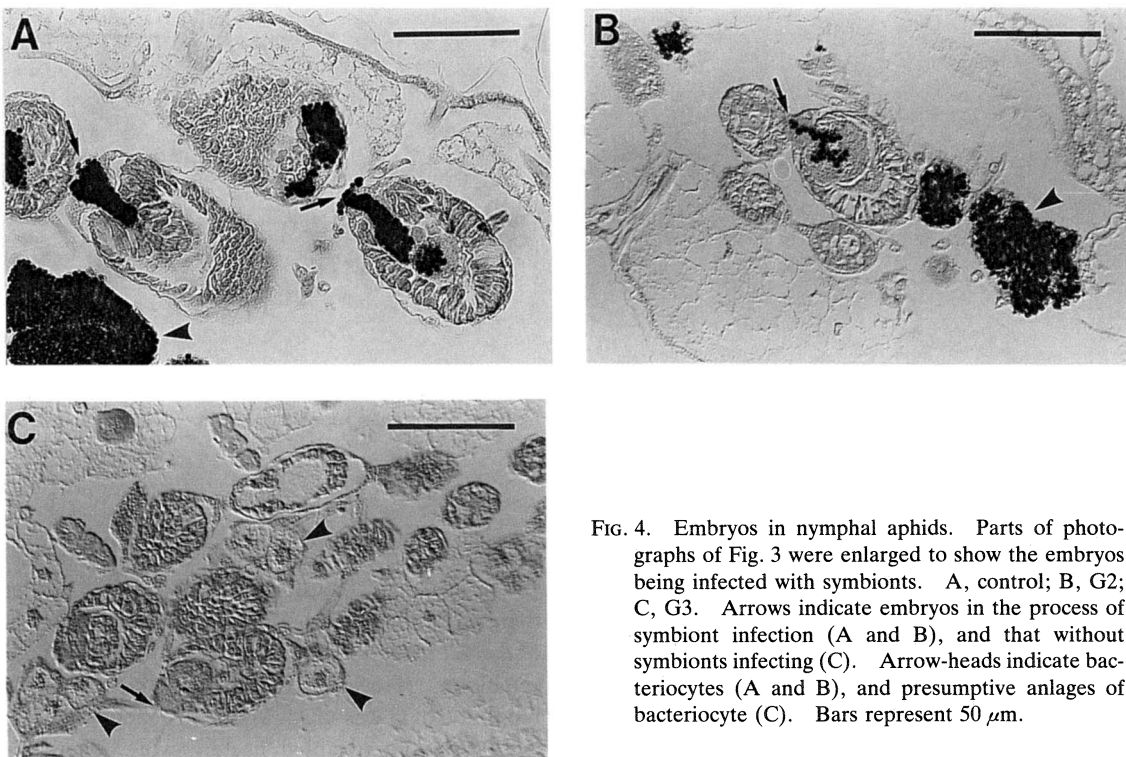 A
B
C
FIG. 4. Embryos in nymphal aphids. Parts of photo-
graphs of Fig. 3 were enlarged to show the embryos
being infected with symbionts. A, control; B, G2;
C, G3. Arrows indicate embryos in the process of
symbiont infection (A and B), and that without
symbionts infecting (C). Arrow-heads indicate bac-
teriocytes (A and B), and presumptive anlages of
bacteriocyte (C). Bars represent 50 μm.